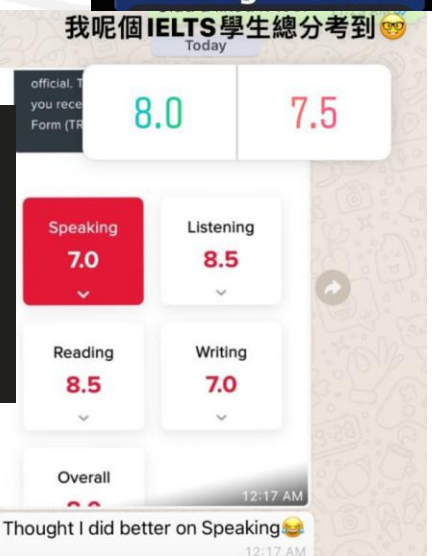 我呢個IELTS學生總分考到🤓
Today
official. T
you rece
Form (TR
8.0 7.5
Speaking Listening
7.0 8.5
Reading Writing
8.5 7.0
Overall
12:17 AM
Thought I did better on Speaking😂
12:17 AM